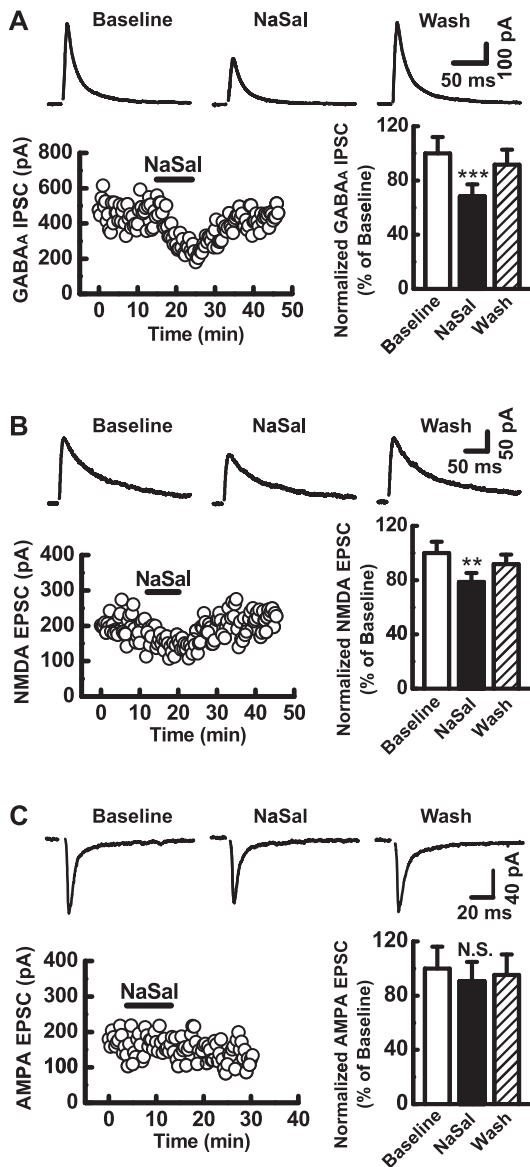 A
Baseline
NaSal
Wash
50 ms
100 pA
GABAA IPSC (pA)
800
600
400
200
0
NaSal
0 10 20 30 40 50
Time (min)
Normalized GABAA IPSC
(% of Baseline)
120
80
40
0
***
Baseline
NaSal
Wash
B
Baseline
NaSal
Wash
50 ms
50 pA
NMDA EPSC (pA)
400
300
200
100
0
NaSal
0 10 20 30 40 50
Time (min)
Normalized NMDA EPSC
(% of Baseline)
120
80
40
0
**
Baseline
NaSal
Wash
C
Baseline
NaSal
Wash
20 ms
40 pA
AMPA EPSC (pA)
400
300
200
100
0
NaSal
0 10 20 30 40
Time (min)
Normalized AMPA EPSC
(% of Baseline)
120
80
40
0
N.S.
Baseline
NaSal
Wash